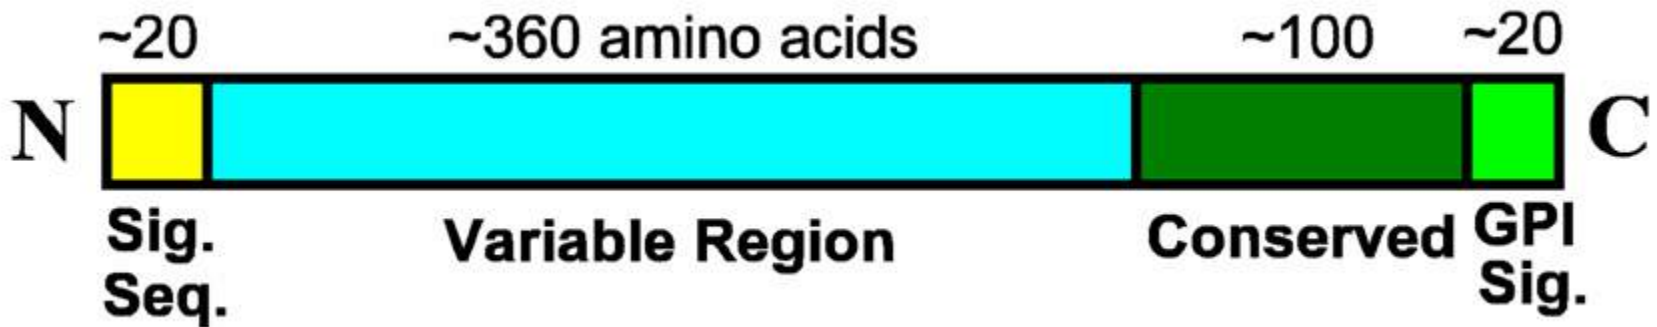 ~20 ~360 amino acids ~100 ~20
N C
Sig. Seq.
Variable Region
Conserved
GPI Sig.